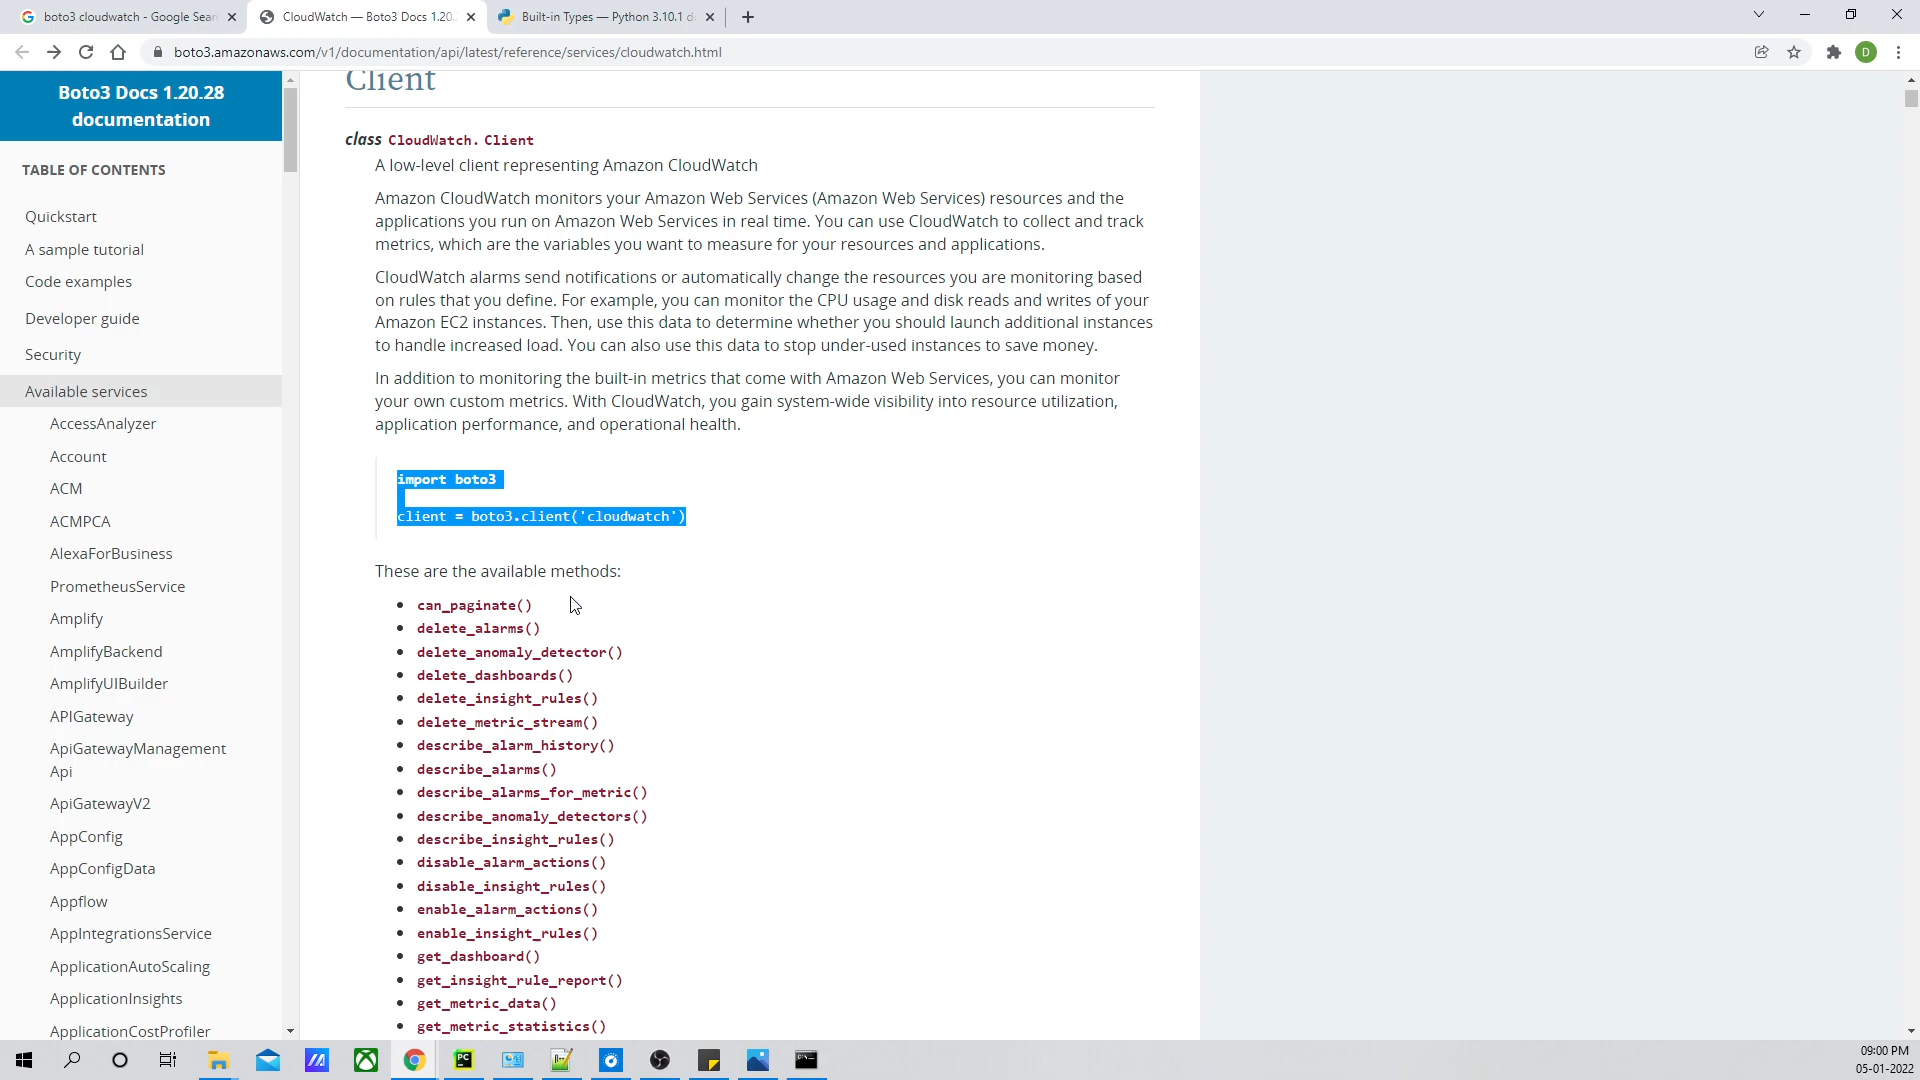 boto3 cloudwatch - Google Sear
CloudWatch — Boto3 Docs 1.20.
Built-in Types — Python 3.10.1 d
boto3.amazonaws.com/v1/documentation/api/latest/reference/services/cloudwatch.html
D
Boto3 Docs 1.20.28
documentation
TABLE OF CONTENTS
Quickstart
A sample tutorial
Code examples
Developer guide
Security
Available services
AccessAnalyzer
Account
ACM
ACMPCA
AlexaForBusiness
PrometheusService
Amplify
AmplifyBackend
AmplifyUIBuilder
APIGateway
ApiGatewayManagement
Api
ApiGatewayV2
AppConfig
AppConfigData
Appflow
AppIntegrationsService
ApplicationAutoScaling
ApplicationInsights
ApplicationCostProfiler
Client
class CloudWatch. Client
A low-level client representing Amazon CloudWatch
Amazon CloudWatch monitors your Amazon Web Services (Amazon Web Services) resources and the
applications you run on Amazon Web Services in real time. You can use CloudWatch to collect and track
metrics, which are the variables you want to measure for your resources and applications.
CloudWatch alarms send notifications or automatically change the resources you are monitoring based
on rules that you define. For example, you can monitor the CPU usage and disk reads and writes of your
Amazon EC2 instances. Then, use this data to determine whether you should launch additional instances
to handle increased load. You can also use this data to stop under-used instances to save money.
In addition to monitoring the built-in metrics that come with Amazon Web Services, you can monitor
your own custom metrics. With CloudWatch, you gain system-wide visibility into resource utilization,
application performance, and operational health.
import boto3
client = boto3.client('cloudwatch')
These are the available methods:
can_paginate()
delete_alarms()
delete_anomaly_detector()
delete_dashboards()
delete_insight_rules()
delete_metric_stream()
describe_alarm_history()
describe_alarms()
describe_alarms_for_metric()
describe_anomaly_detectors()
describe_insight_rules()
disable_alarm_actions()
disable_insight_rules()
enable_alarm_actions()
enable_insight_rules()
get_dashboard()
get_insight_rule_report()
get_metric_data()
get_metric_statistics()
PC
09:00 PM
05-01-2022